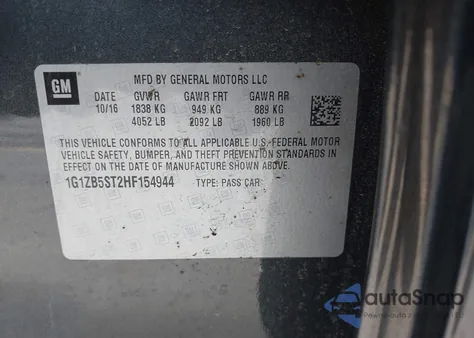 GM
MFD BY GENERAL MOTORS LLC
DATE GVWR GAWR FRT GAWR RR
10/16 1838 KG 949 KG 889 KG
4052 LB 2092 LB 1960 LB
THIS VEHICLE CONFORMS TO ALL APPLICABLE U.S. FEDERAL MOTOR
VEHICLE SAFETY, BUMPER, AND THEFT PREVENTION STANDARDS
IN EFFECT ON THE DATE OF MANUFACTURE SHOWN ABOVE.
1G1ZB5ST2HF154944 TYPE: PASS CAR
autaSnap